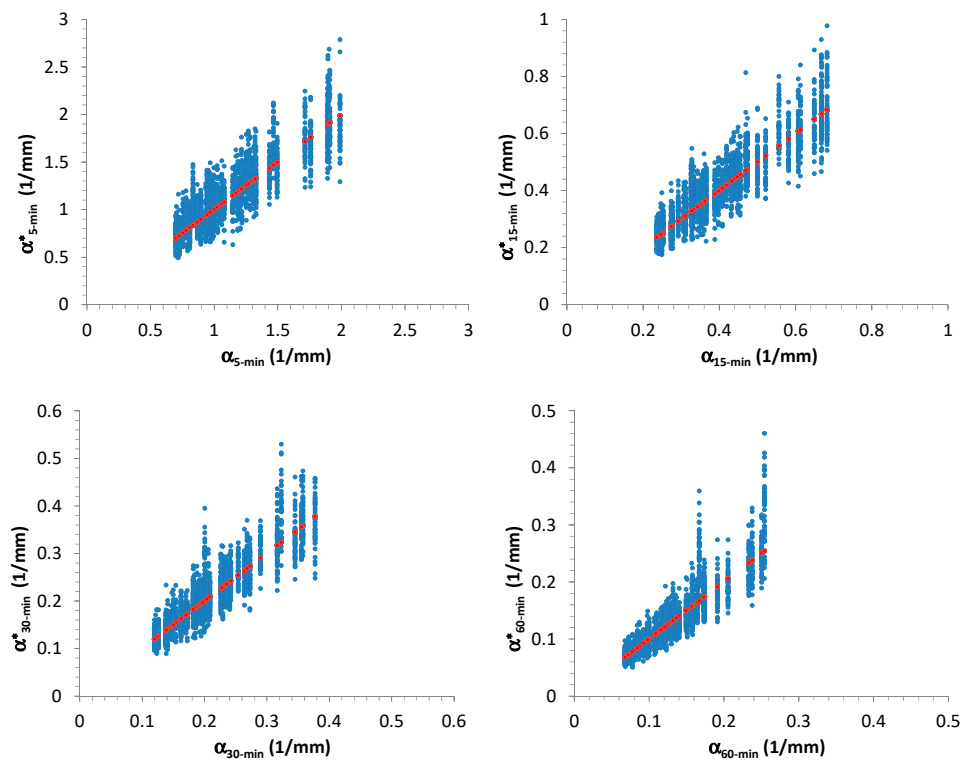 3
2.5
2
1.5
1
0.5
0
0 0.5 1 1.5 2 2.5 3
α*5-min (1/mm)
α5-min (1/mm)
1
0.8
0.6
0.4
0.2
0
0 0.2 0.4 0.6 0.8 1
α*15-min (1/mm)
α15-min (1/mm)
0.6
0.5
0.4
0.3
0.2
0.1
0
0 0.1 0.2 0.3 0.4 0.5 0.6
α*30-min (1/mm)
α30-min (1/mm)
0.5
0.4
0.3
0.2
0.1
0
0 0.1 0.2 0.3 0.4 0.5
α*60-min (1/mm)
α60-min (1/mm)